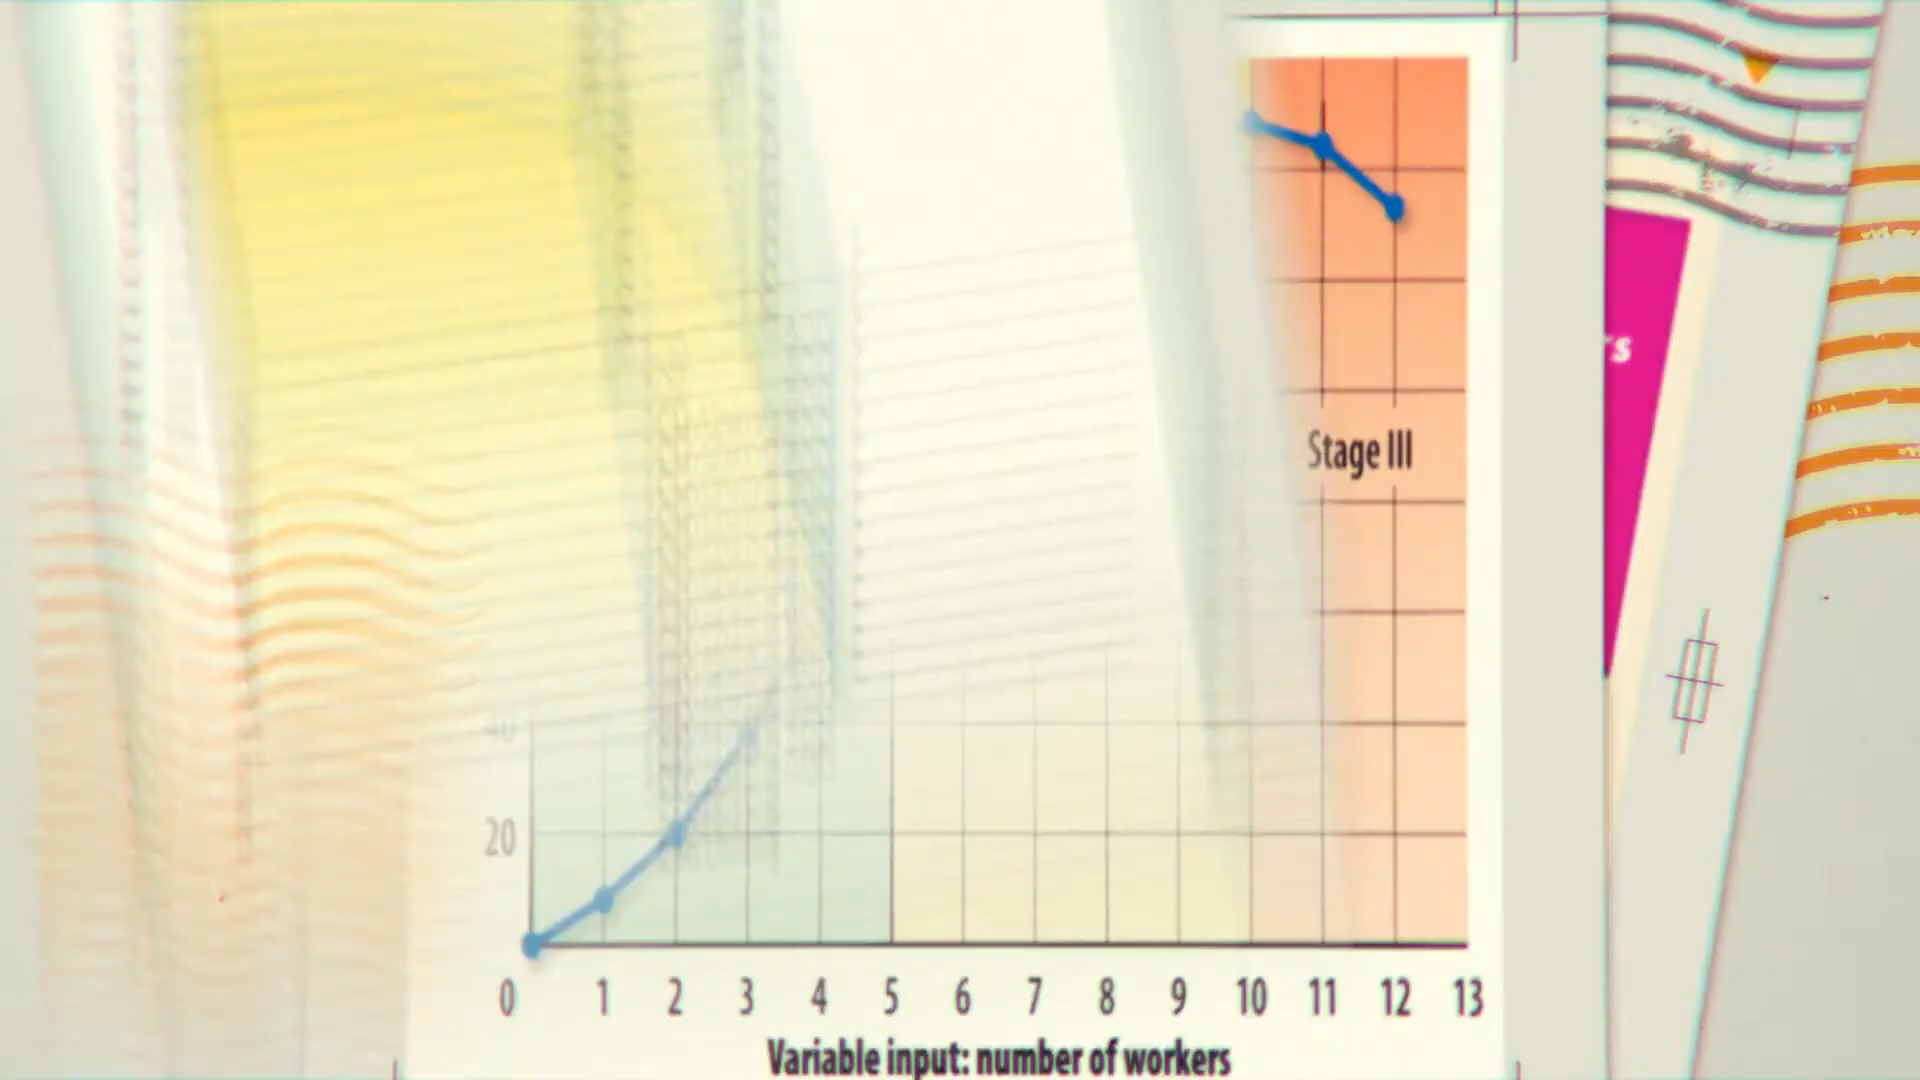 Stage III
's
40
20
0 1 2 3 4 5 6 7 8 9 10 11 12 13
Variable input: number of workers